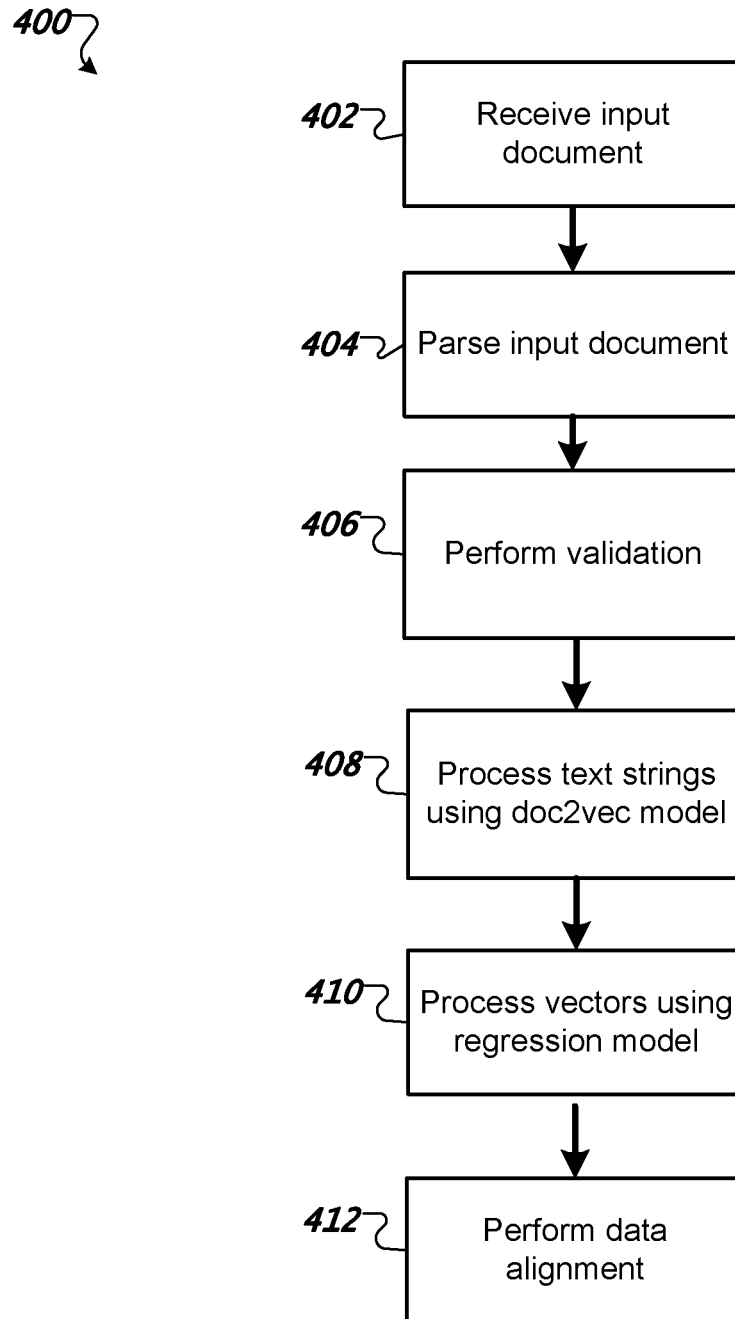 400
402
Receive input
document
404
Parse input document
406
Perform validation
408
Process text strings
using doc2vec model
410
Process vectors using
regression model
412
Perform data
alignment